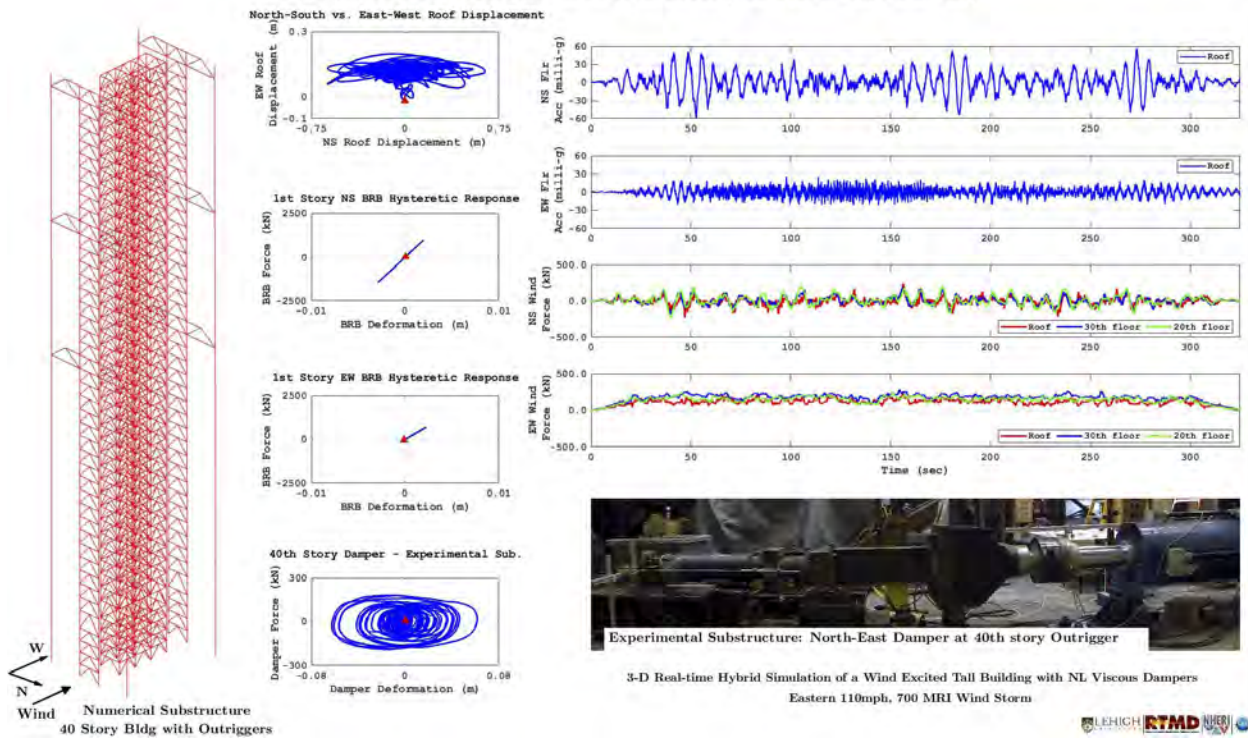 North-South vs. East-West Roof Displacement
EW Roof
Displacement (m)
0.3
0
-0.1
-0.75
0
0.75
NS Roof Displacement (m)
1st Story NS BRB Hysteretic Response
BRB Force (kN)
2500
0
-2500
-0.01
0
0.01
BRB Deformation (m)
1st Story EW BRB Hysteretic Response
BRB Force (kN)
2500
0
-2500
-0.01
0
0.01
BRB Deformation (m)
40th Story Damper - Experimental Sub.
Damper Force (kN)
300
0
-300
-0.08
0
0.08
Damper Deformation (m)
NS Flr
Acc (milli-g)
60
30
0
-30
-60
Roof
0
50
100
150
200
250
300
EW Flr
Acc (milli-g)
60
30
0
-30
-60
Roof
0
50
100
150
200
250
300
NS Wind
Force (kN)
500.0
0.0
-500.0
Roof 30th floor 20th floor
0
50
100
150
200
250
300
EW Wind
Force (kN)
500.0
0.0
-500.0
Roof 30th floor 20th floor
0
50
100
150
200
250
300
Time (sec)
Experimental Substructure: North-East Damper at 40th story Outrigger
3-D Real-time Hybrid Simulation of a Wind Excited Tall Building with NL Viscous Dampers
Eastern 110mph, 700 MRI Wind Storm
W
N
Wind
Numerical Substructure
40 Story Bldg with Outriggers
LEHIGH RTMD NHERI